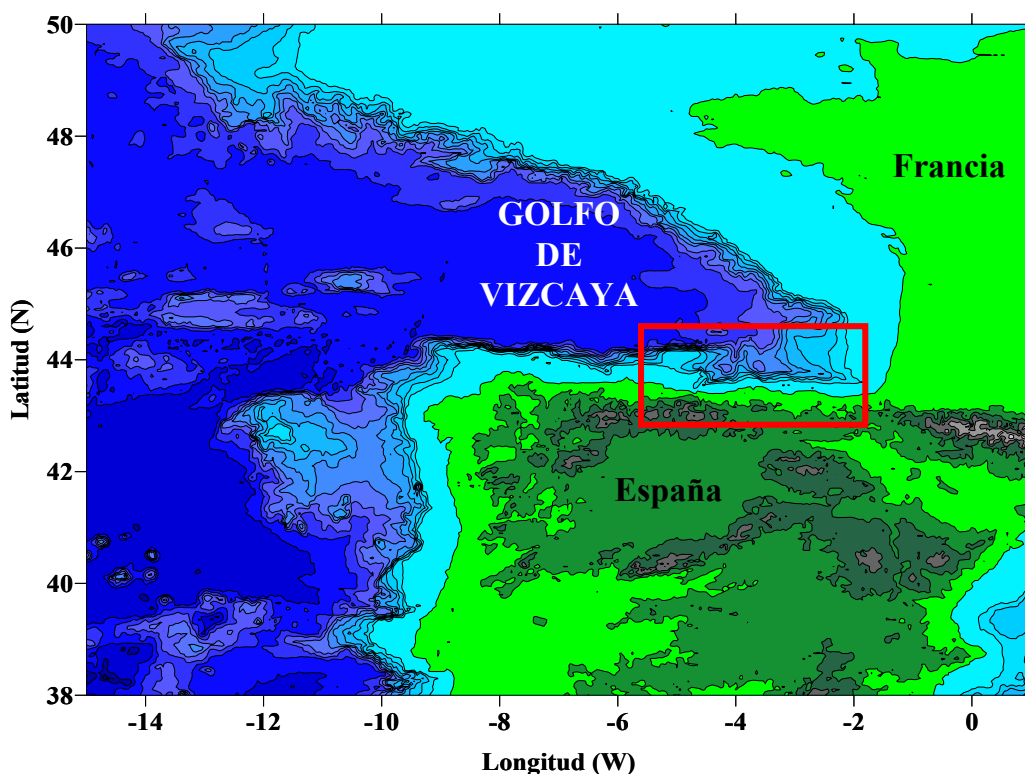 50
48
46
44
42
40
38
Latitud (N)
Francia
GOLFO
DE
VIZCAYA
España
-14
-12
-10
-8
-6
-4
-2
0
Longitud (W)